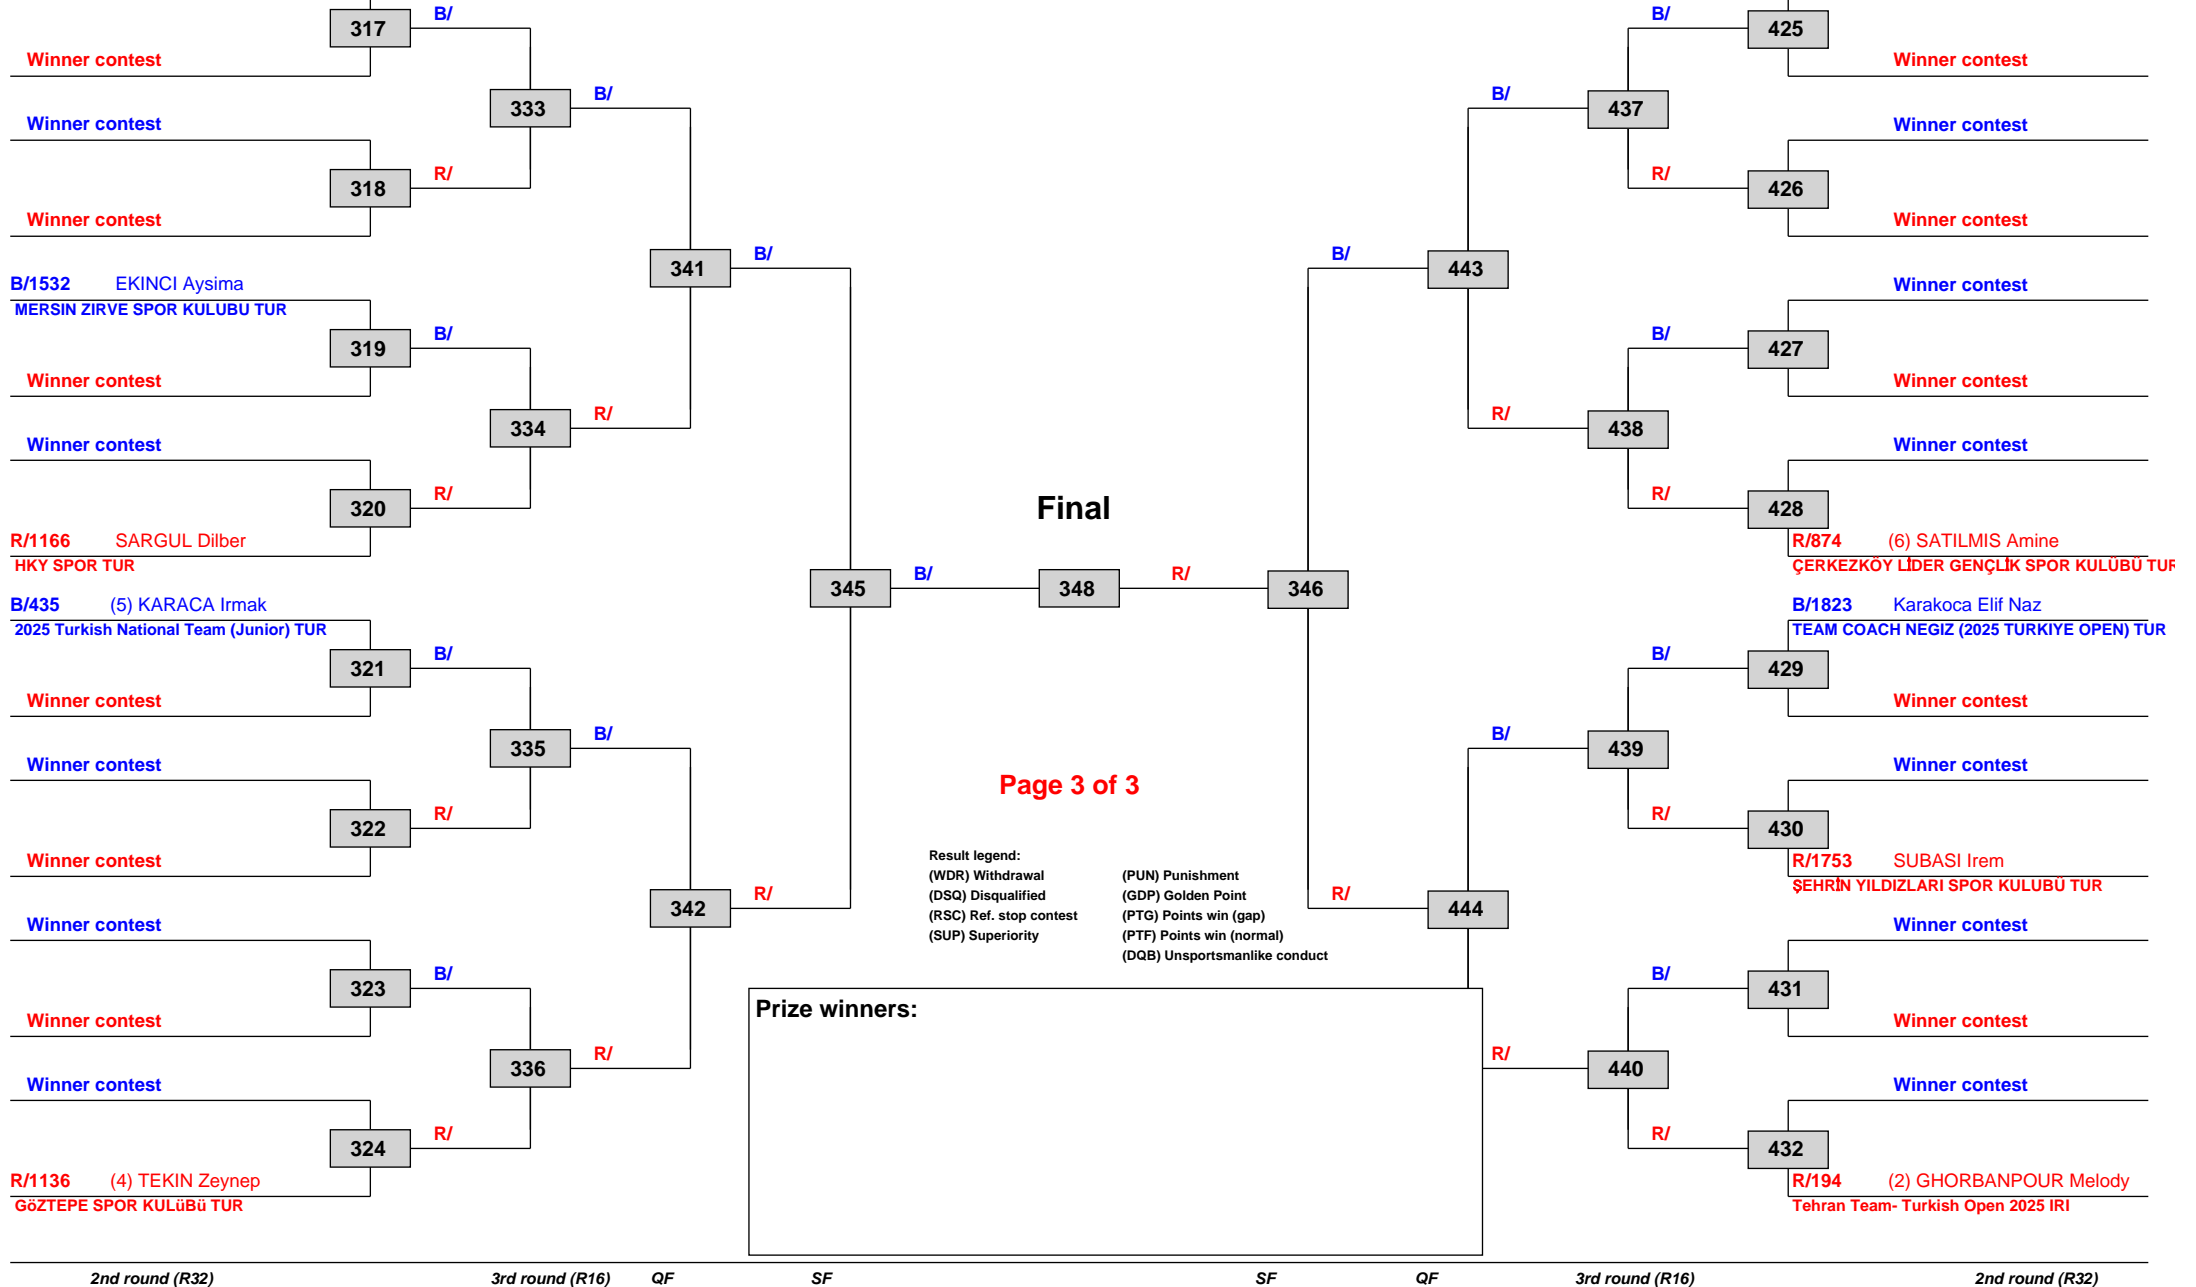 317
B/
Winner contest
333
B/
Winner contest
318
R/
Winner contest
341
B/
B/1532 EKINCI Aysima
MERSIN ZIRVE SPOR KULUBU TUR
319
B/
Winner contest
334
R/
Winner contest
320
R/
R/1166 SARGUL Dilber
HKY SPOR TUR
345
B/
B/435 (5) KARACA Irmak
2025 Turkish National Team (Junior) TUR
321
B/
Winner contest
335
B/
Winner contest
322
R/
Winner contest
342
R/
Winner contest
323
B/
Winner contest
336
R/
Winner contest
324
R/
R/1136 (4) TEKIN Zeynep
GöZTEPE SPOR KULüBü TUR
Final
348
R/
346
Page 3 of 3
Result legend:
(WDR) Withdrawal
(DSQ) Disqualified
(RSC) Ref. stop contest
(SUP) Superiority
(PUN) Punishment
(GDP) Golden Point
(PTG) Points win (gap)
(PTF) Points win (normal)
(DQB) Unsportsmanlike conduct
Prize winners:
B/
425
Winner contest
B/
437
Winner contest
R/
426
Winner contest
B/
443
Winner contest
B/
427
Winner contest
R/
438
Winner contest
R/
428
R/874 (6) SATILMIS Amine
ÇERKEZKÖY LİDER GENÇLİK SPOR KULÜBÜ TUR
B/1823 Karakoca Elif Naz
TEAM COACH NEGIZ (2025 TURKIYE OPEN) TUR
B/
429
Winner contest
B/
439
Winner contest
R/
430
R/1753 SUBASI Irem
ŞEHRİN YILDIZLARI SPOR KULUBÜ TUR
R/
444
Winner contest
B/
431
Winner contest
R/
440
Winner contest
R/
432
R/194 (2) GHORBANPOUR Melody
Tehran Team- Turkish Open 2025 IRI
2nd round (R32) 3rd round (R16) QF SF SF QF 3rd round (R16) 2nd round (R32)